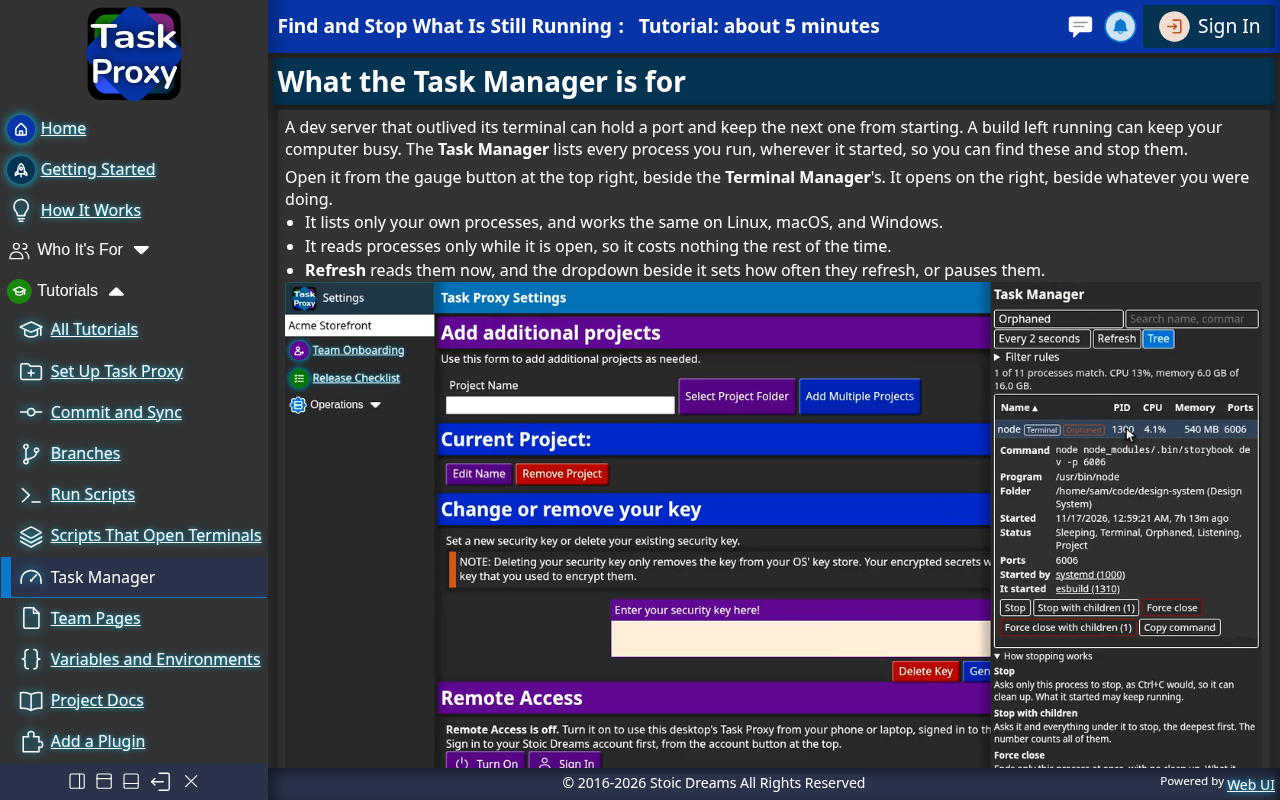 Task
Proxy
Home
Getting Started
How It Works
Who It's For
Tutorials
All Tutorials
Set Up Task Proxy
Commit and Sync
Branches
Run Scripts
Scripts That Open Terminals
Task Manager
Team Pages
Variables and Environments
Project Docs
Add a Plugin
Find and Stop What Is Still Running : Tutorial: about 5 minutes
Sign In
What the Task Manager is for
A dev server that outlived its terminal can hold a port and keep the next one from starting. A build left running can keep your
computer busy. The Task Manager lists every process you run, wherever it started, so you can find these and stop them.
Open it from the gauge button at the top right, beside the Terminal Manager's. It opens on the right, beside whatever you were
doing.
It lists only your own processes, and works the same on Linux, macOS, and Windows.
It reads processes only while it is open, so it costs nothing the rest of the time.
Refresh reads them now, and the dropdown beside it sets how often they refresh, or pauses them.
Task
Proxy
Settings
Acme Storefront
Team Onboarding
Release Checklist
Operations
Task Proxy Settings
Add additional projects
Use this form to add additional projects as needed.
Project Name
Select Project Folder
Add Multiple Projects
Current Project:
Edit Name
Remove Project
Change or remove your key
Set a new security key or delete your existing security key.
NOTE: Deleting your security key only removes the key from your OS' key store. Your encrypted secrets w
key that you used to encrypt them.
Enter your security key here!
Delete Key
Gen
Remote Access
Remote Access is off. Turn it on to use this desktop's Task Proxy from your phone or laptop, signed in to th
Sign in to your Stoic Dreams account first, from the account button at the top.
Turn On
Sign In
Task Manager
Orphaned
Search name, commar
Every 2 seconds
Refresh
Tree
Filter rules
1 of 11 processes match. CPU 13%, memory 6.0 GB of
16.0 GB.
Name PID CPU Memory Ports
node Terminal Orphaned 1300 4.1% 540 MB 6006
Command node node_modules/.bin/storybook de
v -p 6006
Program /usr/bin/node
Folder /home/sam/code/design-system (Design
System)
Started 11/17/2026, 12:59:21 AM, 7h 13m ago
Status Sleeping, Terminal, Orphaned, Listening,
Project
Ports 6006
Started by systemd (1000)
It started esbuild (1310)
Stop
Stop with children (1)
Force close
Force close with children (1)
Copy command
How stopping works
Stop
Asks only this process to stop, as Ctrl+C would, so it can
clean up. What it started may keep running.
Stop with children
Asks it and everything under it to stop, the deepest first. The
number counts all of them.
Force close
© 2016-2026 Stoic Dreams All Rights Reserved
Powered by Web UI